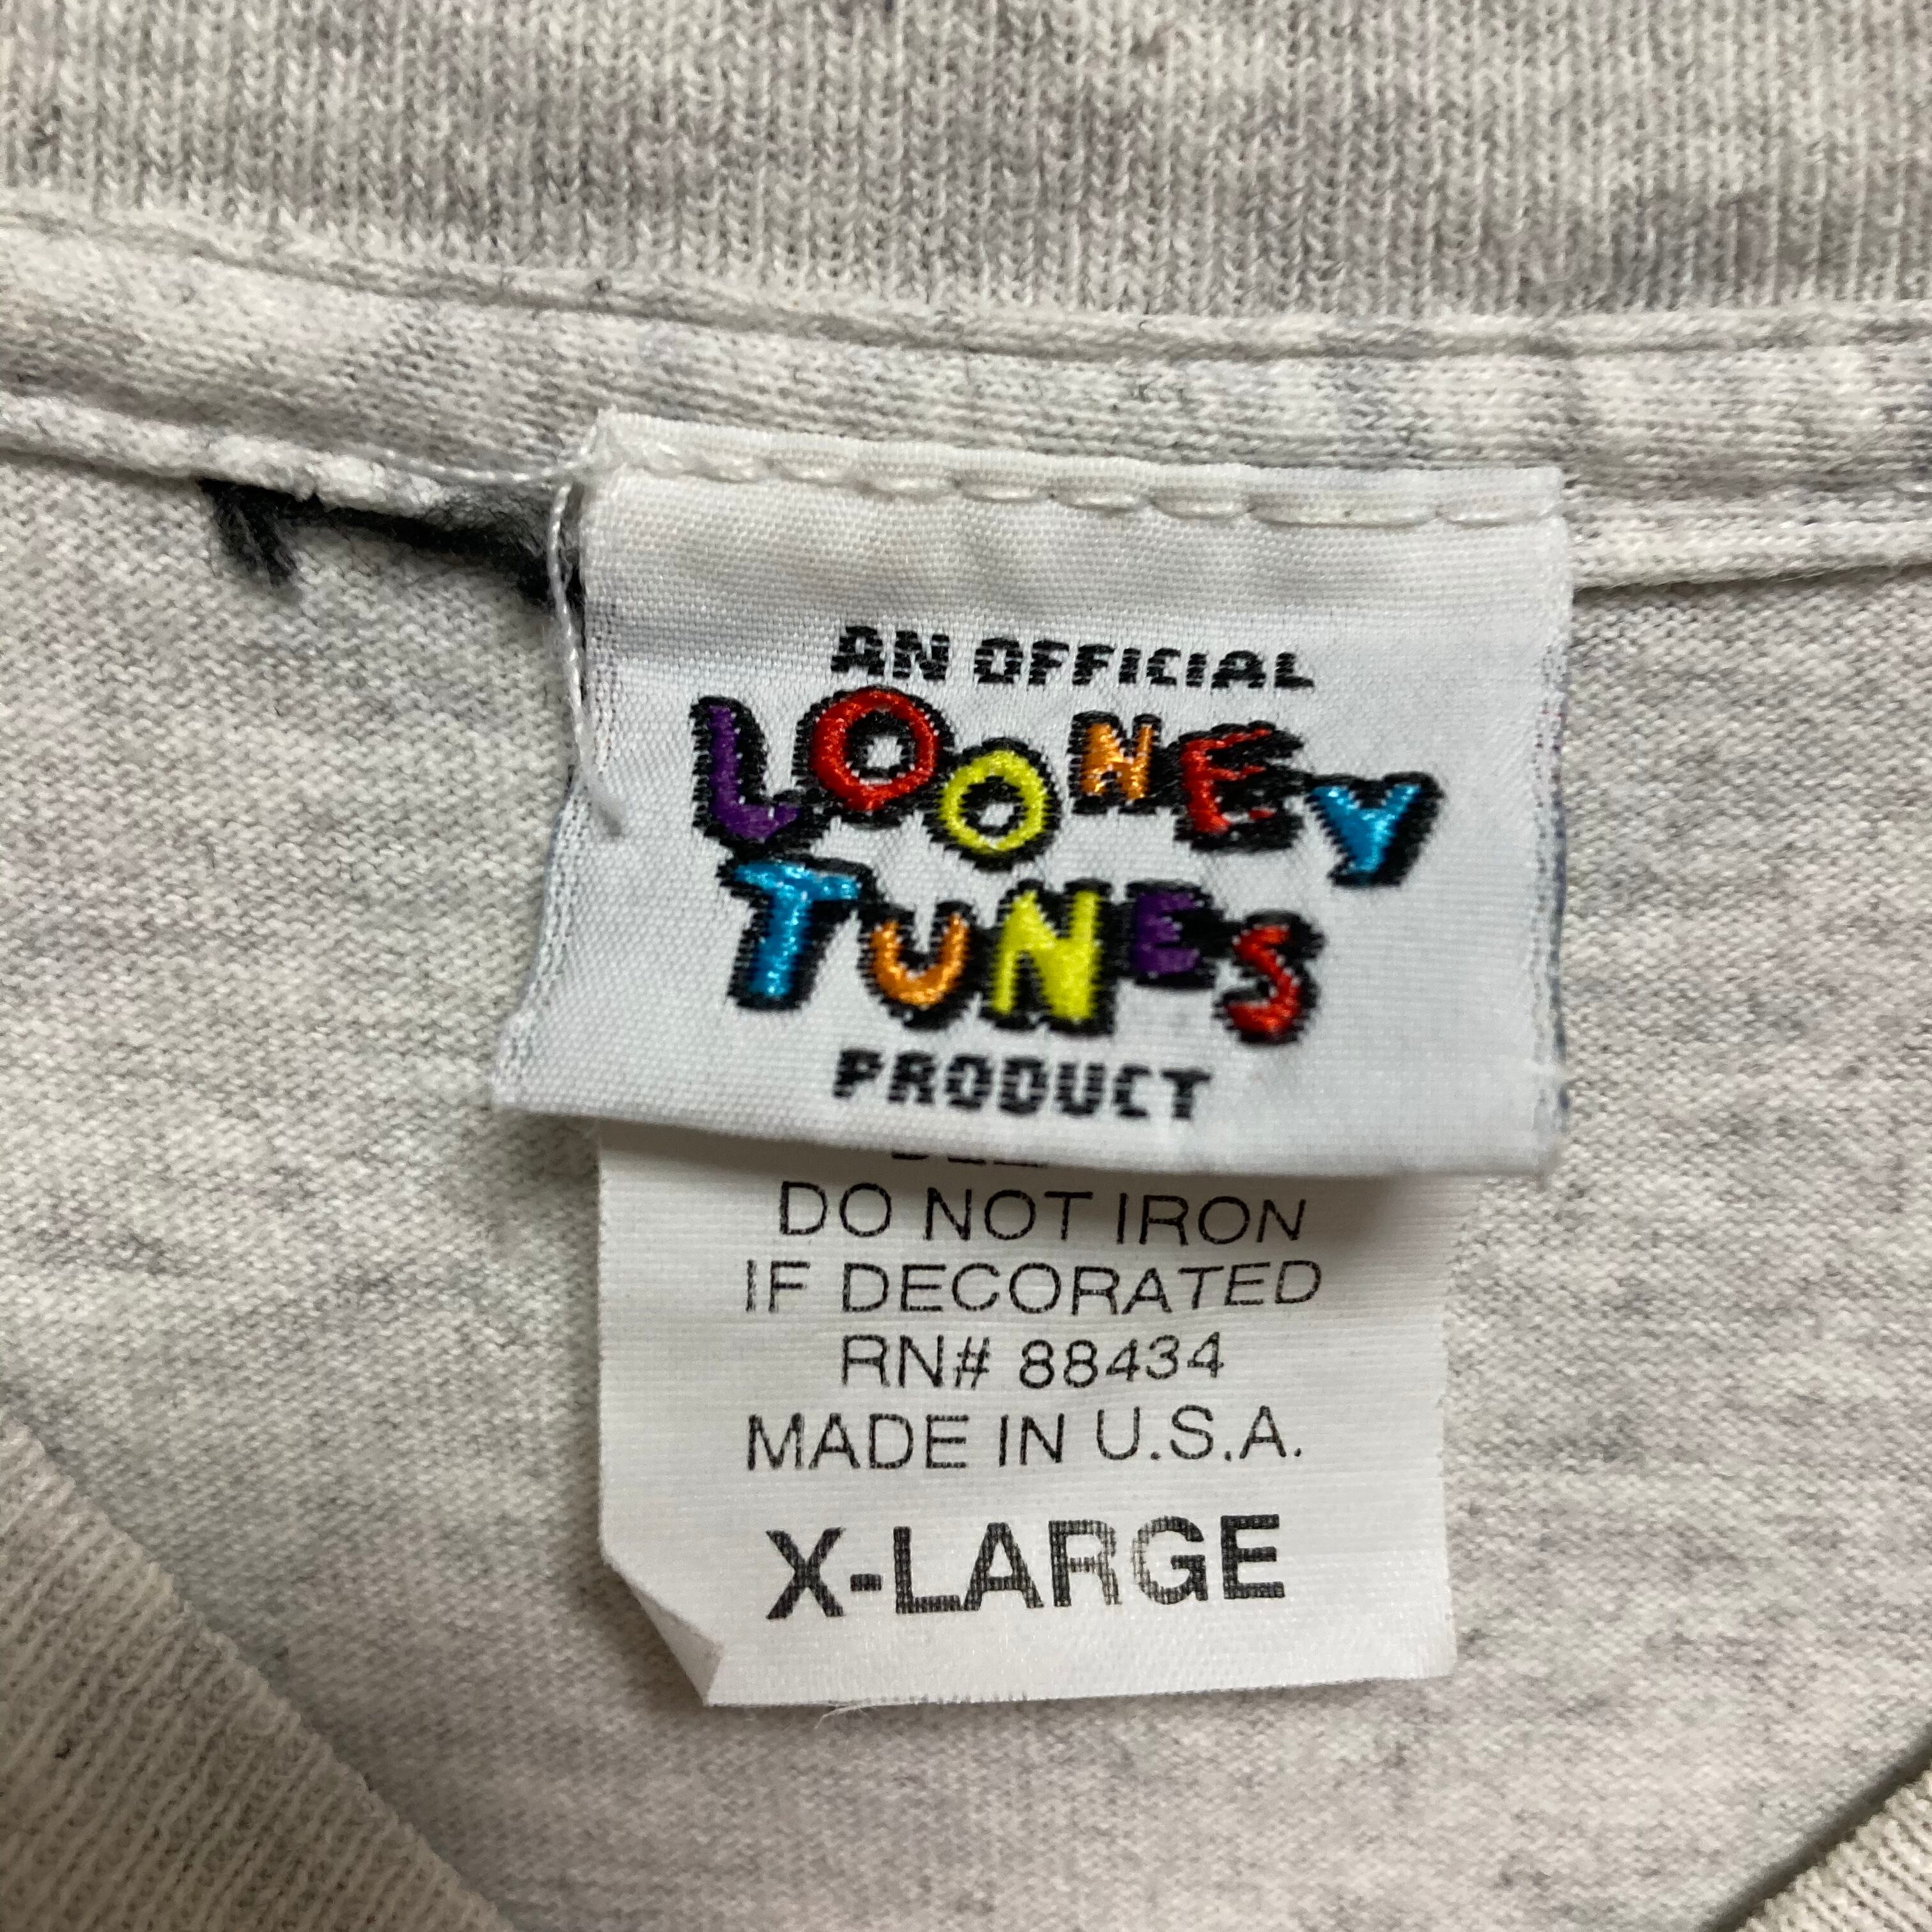 AN OFFICIAL
LOONEY
TUNES
PRODUCT
DO NOT IRON
IF DECORATED
RN# 88434
MADE IN U.S.A.
X-LARGE